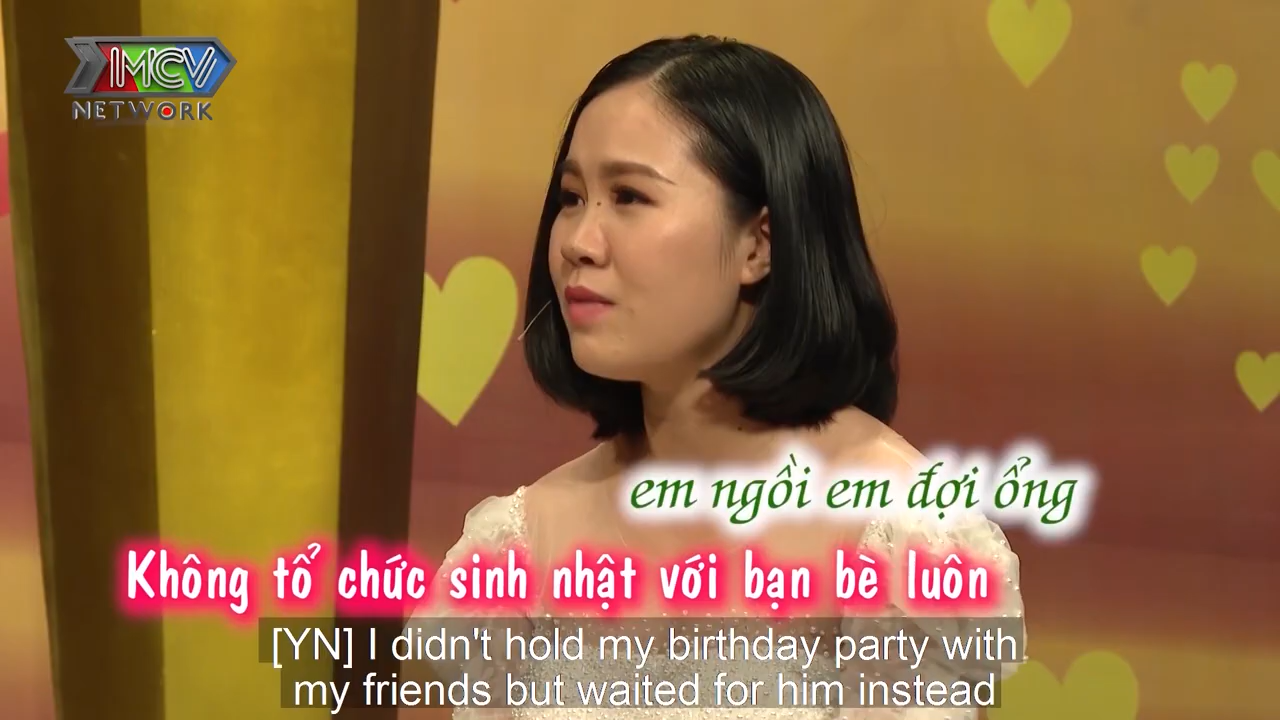 MCV
NETWORK
em ngồi em đợi ổng
Không tổ chức sinh nhật với bạn bè luôn
[YN] I didn't hold my birthday party with
my friends but waited for him instead